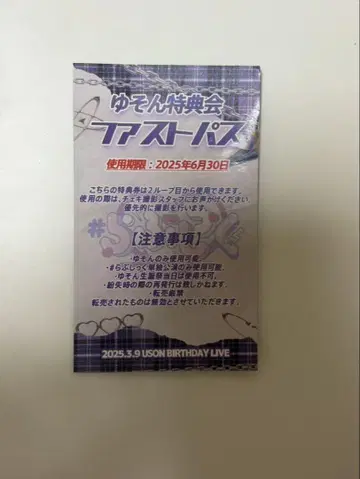 ゆそん特典会
ファストパス
使用期限：2025年6月30日
こちらの特典券は2ループ目から使用できます。
使用の際は、チェキ撮影スタッフにお声がけください
優先的に撮影を行います。
【注意事項】
・ゆそんのみ使用可能
・#らぶじっく単独公演のみ使用可能。
・ゆそん生誕祭当日は使用不可。
・紛失時の際の再発行は致しかねます。
・転売厳禁
転売されたものは無効とさせていただきます。
2025.3.9 USON BIRTHDAY LIVE